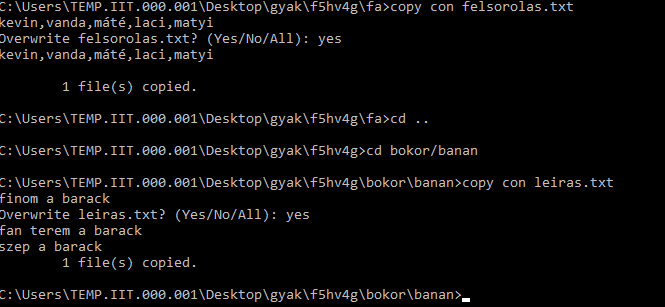 C:\Users\TEMP.IIT.000.001\Desktop\gyak\f5hv4g\fa>copy con felsorolas.txt
kevin,vanda,máté,laci,matyi
Overwrite felsorolas.txt? (Yes/No/All): yes
kevin,vanda,máté,laci,matyi
1 file(s) copied.
C:\Users\TEMP.IIT.000.001\Desktop\gyak\f5hv4g\fa>cd ..
C:\Users\TEMP.IIT.000.001\Desktop\gyak\f5hv4g>cd bokor/banan
C:\Users\TEMP.IIT.000.001\Desktop\gyak\f5hv4g\bokor\banan>copy con leiras.txt
finom a barack
Overwrite leiras.txt? (Yes/No/All): yes
fan terem a barack
szep a barack
1 file(s) copied.
C:\Users\TEMP.IIT.000.001\Desktop\gyak\f5hv4g\bokor\banan>